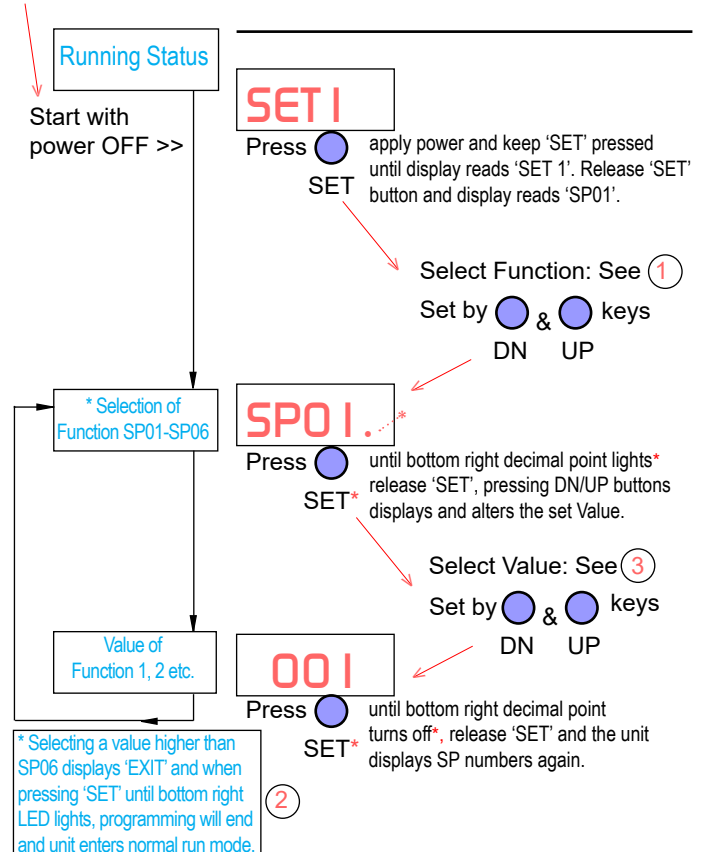 Running Status
Start with
power OFF >>
SET1
Press
SET
apply power and keep ‘SET’ pressed
until display reads ‘SET 1’. Release ‘SET’
button and display reads ‘SP01’.
Select Function: See 1
Set by & keys
DN UP
* Selection of
Function SP01-SP06
SP01. *
Press
SET*
until bottom right decimal point lights*
release ‘SET’, pressing DN/UP buttons
displays and alters the set Value.
Select Value: See 3
Set by & keys
DN UP
Value of
Function 1, 2 etc.
001
Press
SET*
until bottom right decimal point
turns off*, release ‘SET’ and the unit
displays SP numbers again.
* Selecting a value higher than
SP06 displays ‘EXIT’ and when
pressing ‘SET’ until bottom right
LED lights, programming will end
and unit enters normal run mode.
2